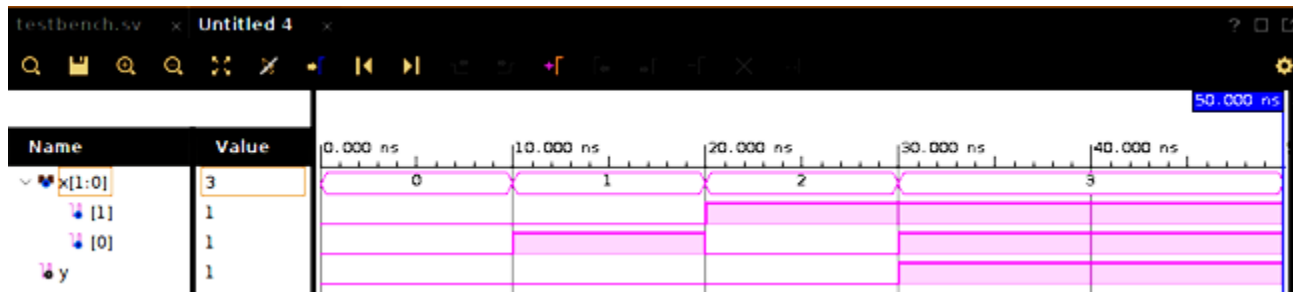 testbench.sv × Untitled 4 ×
? 
50.000 ns
Name Value
0.000 ns 10.000 ns 20.000 ns 30.000 ns 40.000 ns
x[1:0] 3 0 1 2 3
[1] 1
[0] 1
y 1